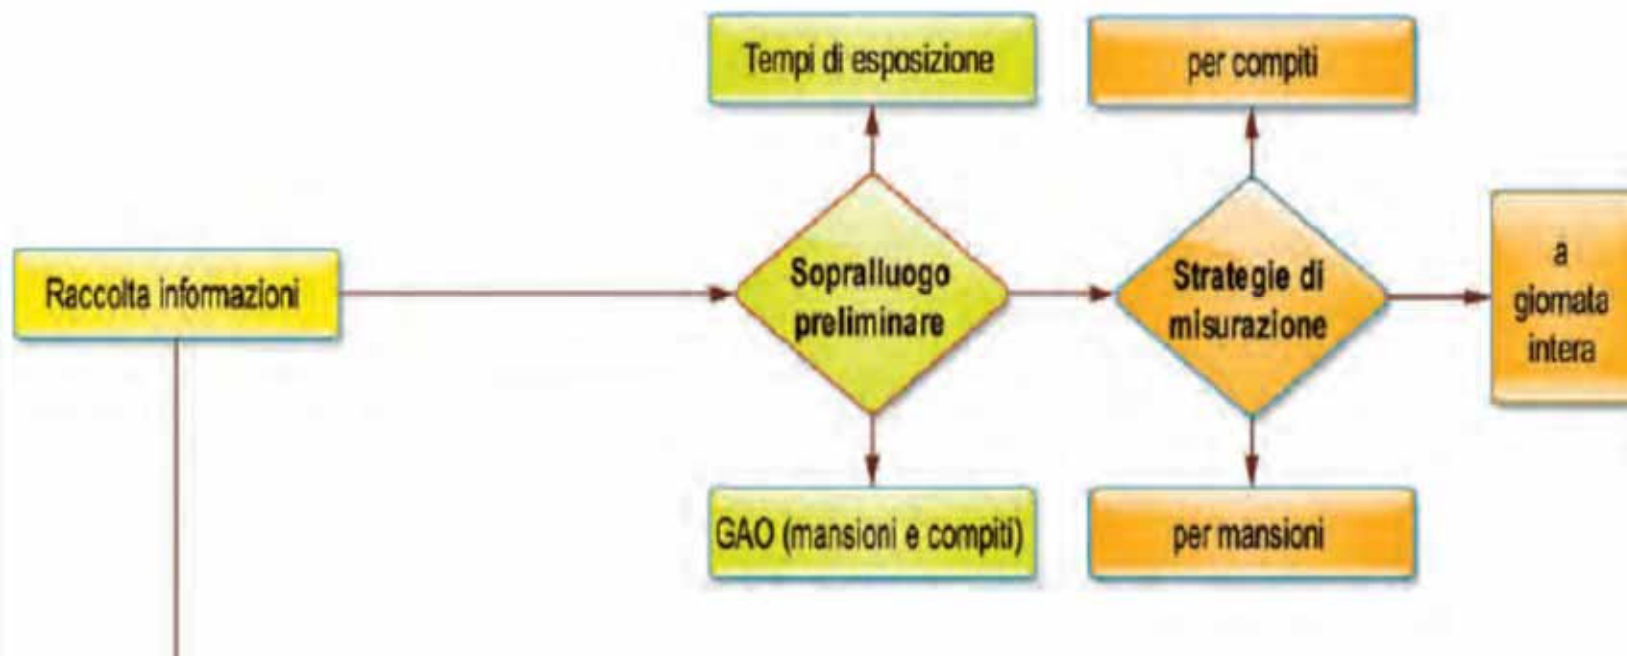 Tempi di esposizione
per compiti
Raccolta informazioni
Sopralluogo
preliminare
Strategie di
misurazione
a
giornata
intera
GAO (mansioni e compiti)
per mansioni